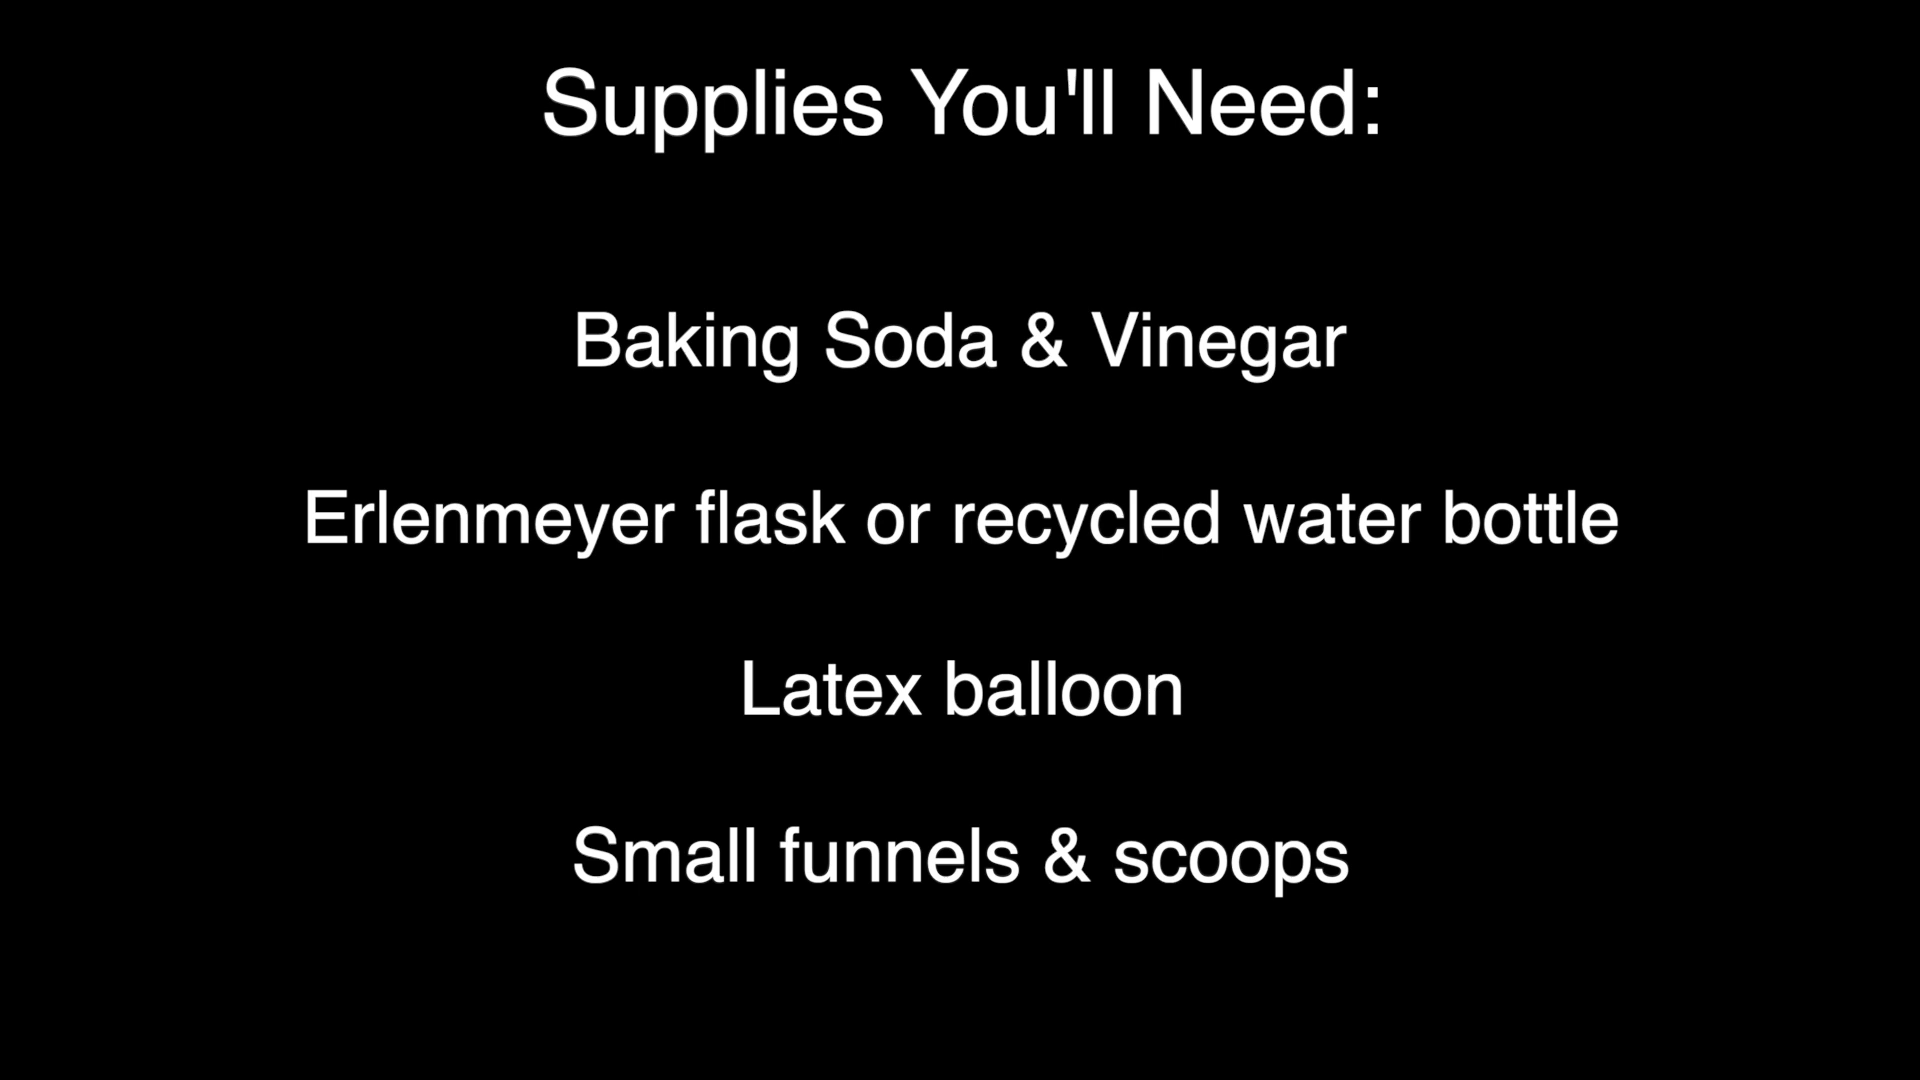 Supplies You'll Need:
Baking Soda & Vinegar
Erlenmeyer flask or recycled water bottle
Latex balloon
Small funnels & scoops